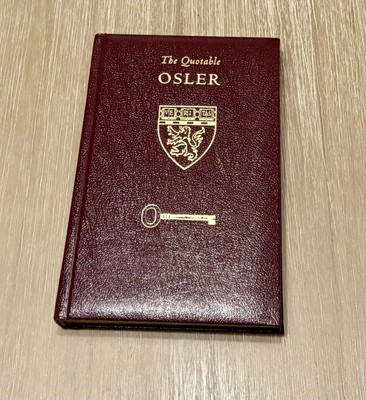 The Quotable
OSLER
VE RI TAS